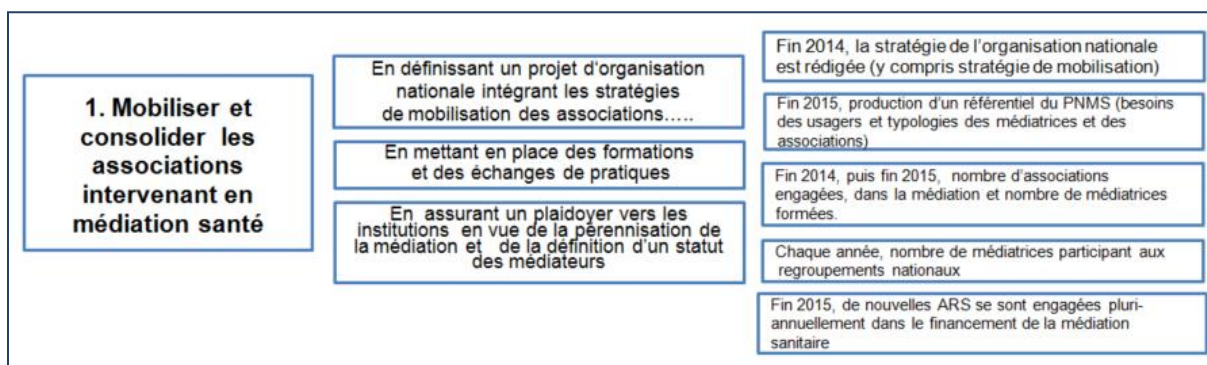 1. Mobiliser et
consolider les
associations
intervenant en
médiation santé
En définissant un projet d'organisation
nationale intégrant les stratégies
de mobilisation des associations…..
En mettant en place des formations
et des échanges de pratiques
En assurant un plaidoyer vers les
institutions en vue de la pérennisation de
la médiation et de la définition d'un statut
des médiateurs
Fin 2014, la stratégie de l'organisation nationale
est rédigée (y compris stratégie de mobilisation)
Fin 2015, production d'un référentiel du PNMS (besoins
des usagers et typologies des médiatrices et des
associations)
Fin 2014, puis fin 2015, nombre d'associations
engagées, dans la médiation et nombre de médiatrices
formées.
Chaque année, nombre de médiatrices participant aux
regroupements nationaux
Fin 2015, de nouvelles ARS se sont engagées pluri-
annuellement dans le financement de la médiation
sanitaire